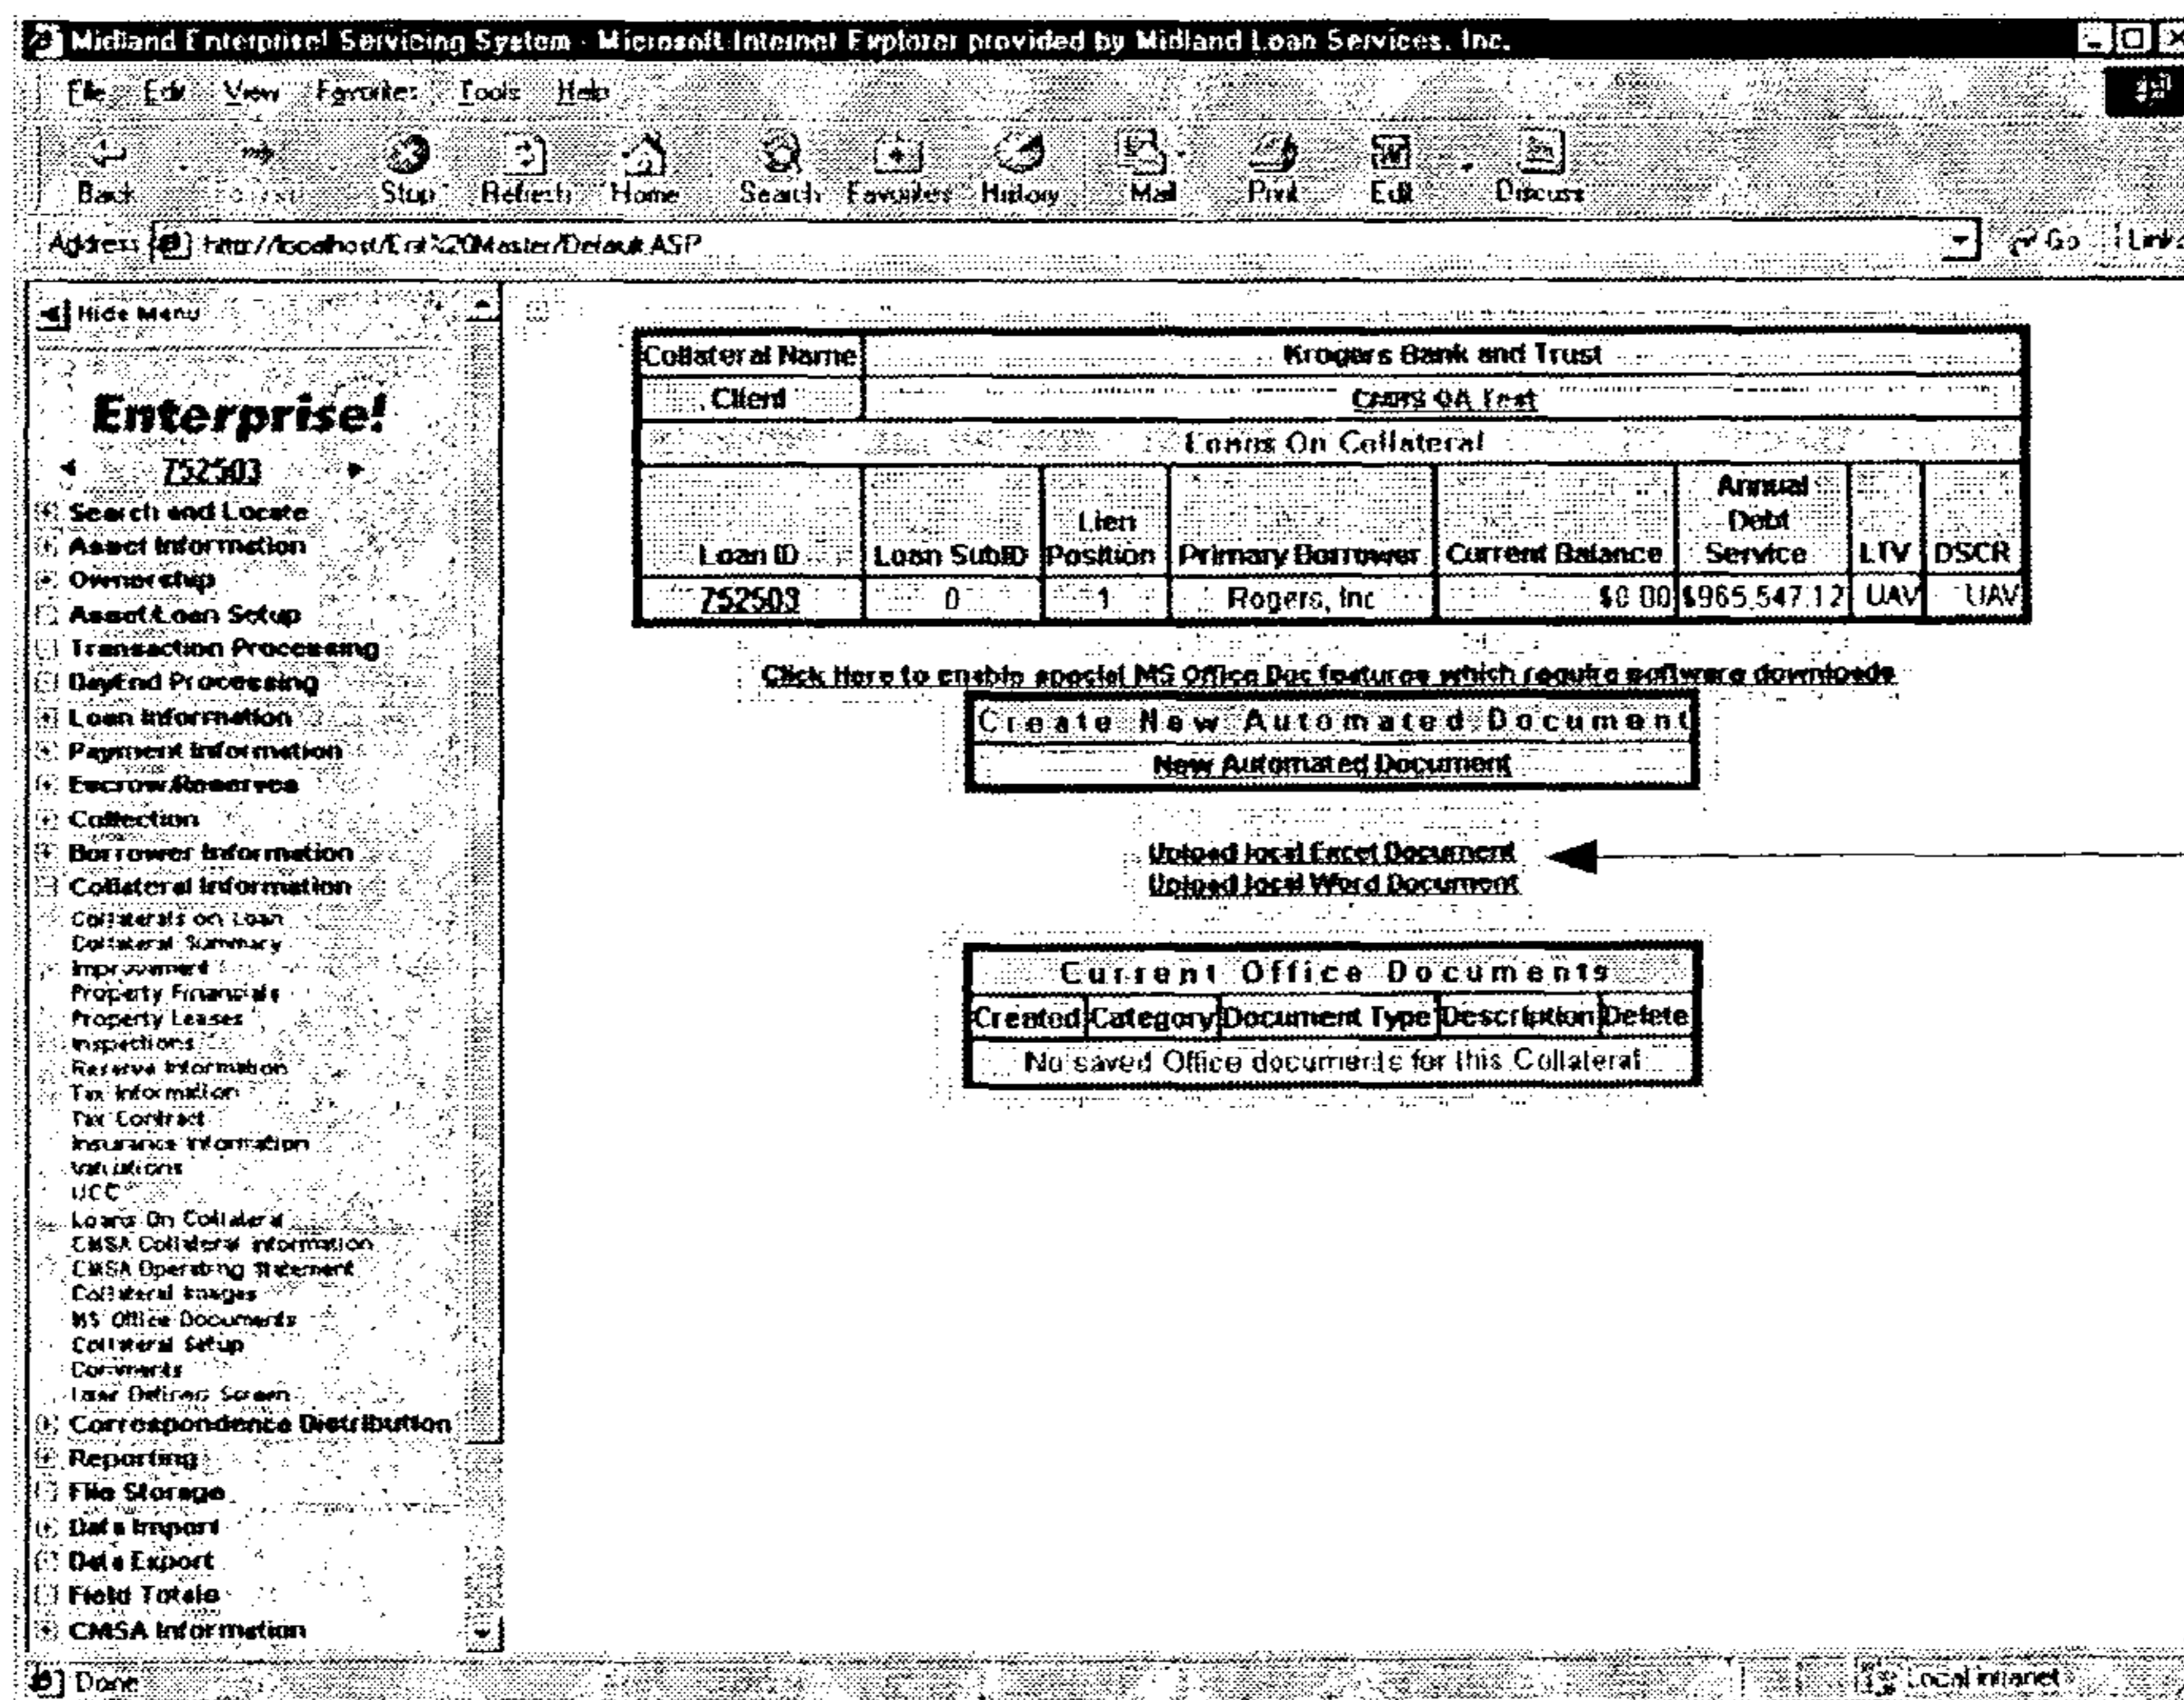 Midland Enterprise! Servicing System - Microsoft Internet Explorer provided by Midland Loan Services, Inc.
File Edit View Favorites Tools Help
Back Stop Refresh Home Search Favorites History Mail Print Edit Discuss
Address Go Links
Hide Menu
Enterprise!
752503
Search and Locate
Asset Information
Ownership
Asset/Loan Setup
Transaction Processing
DayEnd Processing
Loan Information
Payment Information
Escrow/Reserves
Collection
Borrower Information
Collateral Information
Collaterals on Loan
Collateral Summary
Improvement
Property Financials
Property Leases
Inspections
Reserve Information
Tax Information
Tax Contract
Insurance Information
Valuations
UCC
Loans On Collateral
CMSA Collateral information
CMSA Operating Statement
Collateral Images
MS Office Documents
Collateral Setup
Comments
User Defined Screen
Correspondence Distribution
Reporting
File Storage
Data Import
Data Export
Field Totals
CMSA Information
Collateral Name Krogers Bank and Trust
Client CMBS QA Test
Loans On Collateral
Loan ID Loan SubID Lien Position Primary Borrower Current Balance Annual Debt Service LTV DSCR
752503 0 1 Rogers, Inc $0.00 $965,547.12 UAV UAV
Click Here to enable special MS Office Doc features which require software downloads
Create New Automated Document
New Automated Document
Upload local Excel Document
Upload local Word Document
Current Office Documents
Created Category Document Type Description Delete
No saved Office documents for this Collateral
Done Local intranet